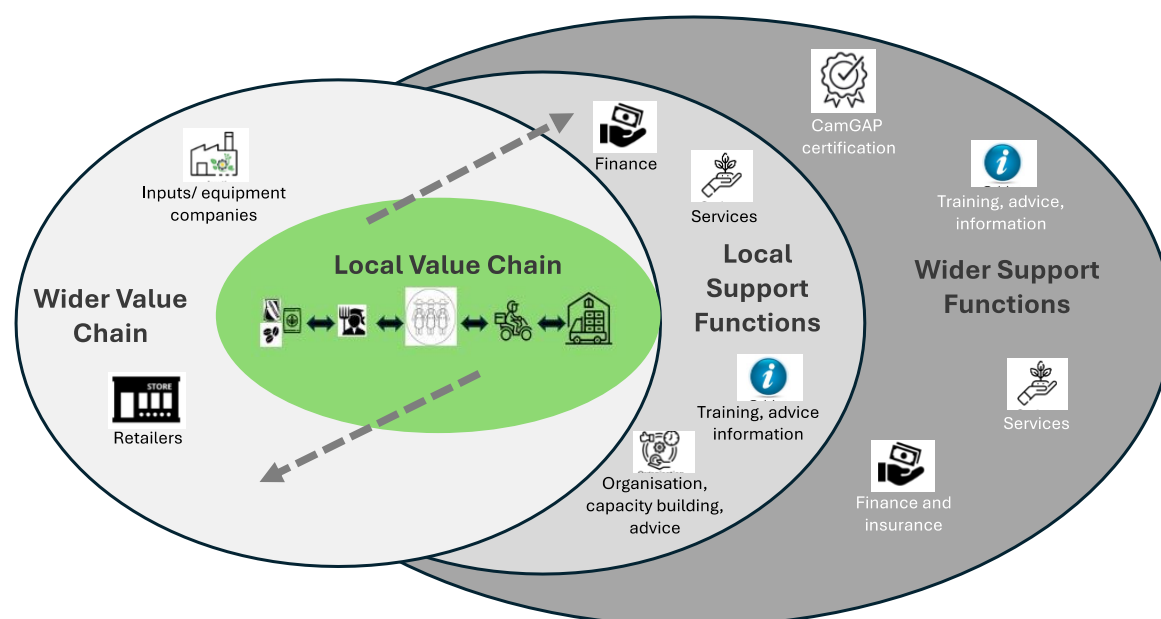 CamGAP
certification
Finance
Inputs/ equipment
companies
Services
Training, advice,
information
Local Value Chain
Local
Support
Functions
Wider Support
Functions
Wider Value
Chain
STORE
Retailers
Training, advice
information
Services
Organisation,
capacity building,
advice
Finance and
insurance